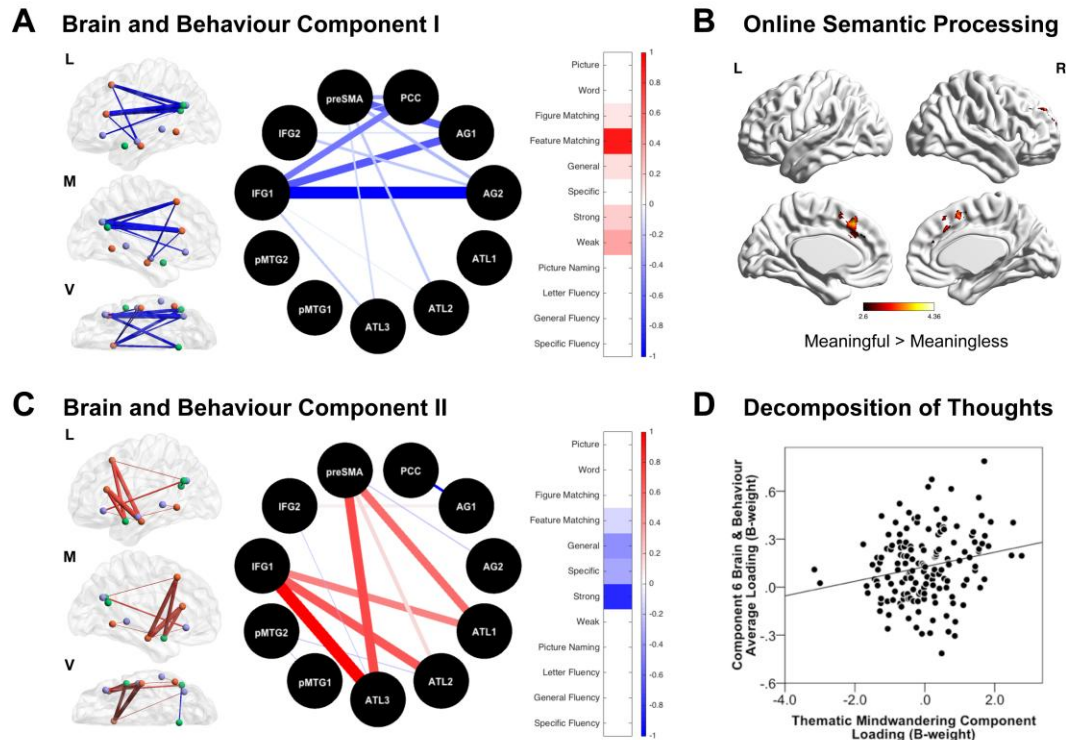 A Brain and Behaviour Component I
L
M
V
preSMA
PCC
IFG2
AG1
IFG1
AG2
pMTG2
ATL1
pMTG1
ATL2
ATL3
Picture
Word
Figure Matching
Feature Matching
General
Specific
Strong
Weak
Picture Naming
Letter Fluency
General Fluency
Specific Fluency
1
0.8
0.6
0.4
0.2
0
-0.2
-0.4
-0.6
-0.8
-1
B Online Semantic Processing
L
R
2.6
4.36
Meaningful > Meaningless
C Brain and Behaviour Component II
L
M
V
preSMA
PCC
IFG2
AG1
IFG1
AG2
pMTG2
ATL1
pMTG1
ATL2
ATL3
Picture
Word
Figure Matching
Feature Matching
General
Specific
Strong
Weak
Picture Naming
Letter Fluency
General Fluency
Specific Fluency
1
0.8
0.6
0.4
0.2
0
-0.2
-0.4
-0.6
-0.8
-1
D Decomposition of Thoughts
Component 6 Brain & Behaviour
Average Loading (B-weight)
.6
.3
.0
-.3
-.6
-4.0
-2.0
.0
2.0
Thematic Mindwandering Component
Loading (B-weight)